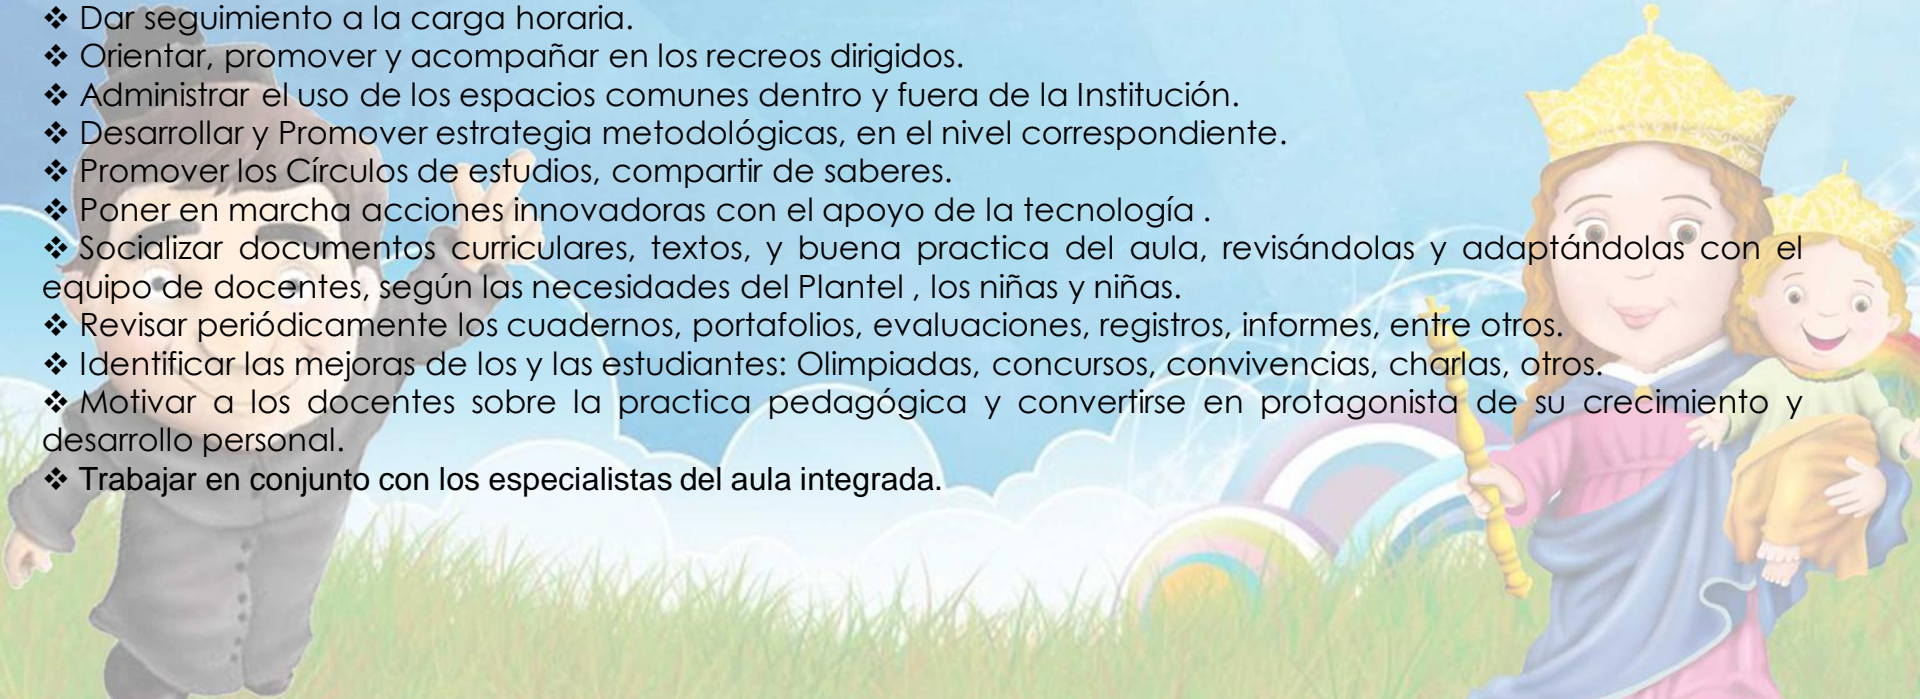 ❖ Dar seguimiento a la carga horaria.
❖ Orientar, promover y acompañar en los recreos dirigidos.
❖ Administrar el uso de los espacios comunes dentro y fuera de la Institución.
❖ Desarrollar y Promover estrategia metodológicas, en el nivel correspondiente.
❖ Promover los Círculos de estudios, compartir de saberes.
❖ Poner en marcha acciones innovadoras con el apoyo de la tecnología .
❖ Socializar documentos curriculares, textos, y buena practica del aula, revisándolas y adaptándolas con el
equipo de docentes, según las necesidades del Plantel , los niñas y niñas.
❖ Revisar periódicamente los cuadernos, portafolios, evaluaciones, registros, informes, entre otros.
❖ Identificar las mejoras de los y las estudiantes: Olimpiadas, concursos, convivencias, charlas, otros.
❖ Motivar a los docentes sobre la practica pedagógica y convertirse en protagonista de su crecimiento y
desarrollo personal.
❖ Trabajar en conjunto con los especialistas del aula integrada.